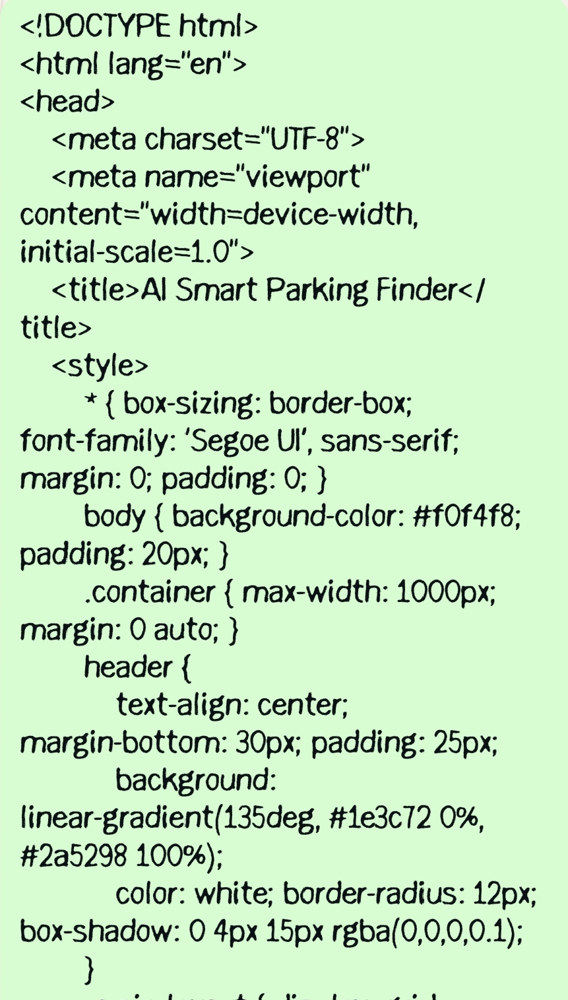 <!DOCTYPE html>
<html lang="en">
<head>
<meta charset="UTF-8">
<meta name="viewport"
content="width=device-width,
initial-scale=1.0">
<title>AI Smart Parking Finder</
title>
<style>
* { box-sizing: border-box;
font-family: 'Segoe UI', sans-serif;
margin: 0; padding: 0; }
body { background-color: #f0f4f8;
padding: 20px; }
.container { max-width: 1000px;
margin: 0 auto; }
header {
text-align: center;
margin-bottom: 30px; padding: 25px;
background:
linear-gradient(135deg, #1e3c72 0%,
#2a5298 100%);
color: white; border-radius: 12px;
box-shadow: 0 4px 15px rgba(0,0,0,0.1);
}